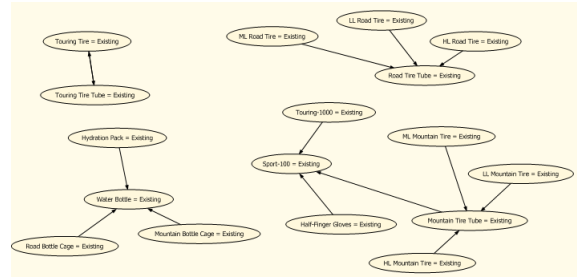 LL Road Tire = Existing
ML Road Tire = Existing
HL Road Tire = Existing
Touring Tire = Existing
Road Tire Tube = Existing
Touring Tire Tube = Existing
Touring-1000 = Existing
Hydration Pack = Existing
ML Mountain Tire = Existing
Sport-100 = Existing
LL Mountain Tire = Existing
Water Bottle = Existing
Half-Finger Gloves = Existing
Mountain Tire Tube = Existing
Mountain Bottle Cage = Existing
Road Bottle Cage = Existing
HL Mountain Tire = Existing